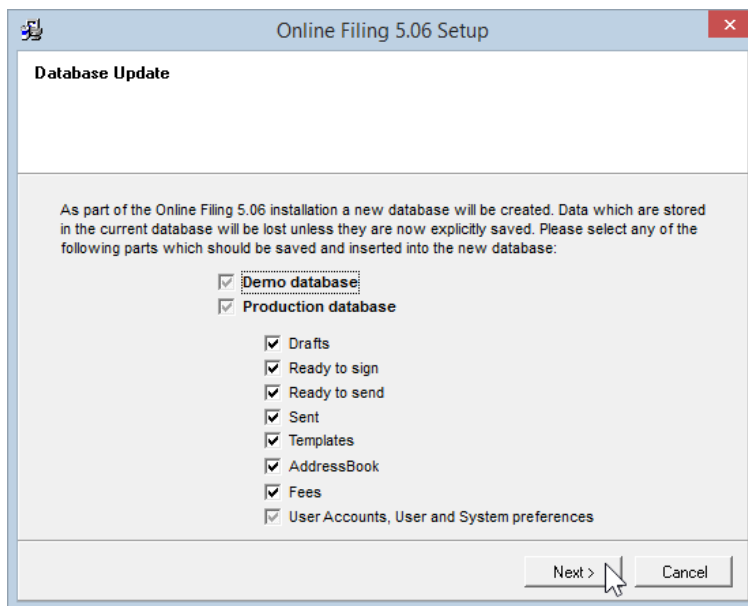 Online Filing 5.06 Setup
Database Update
As part of the Online Filing 5.06 installation a new database will be created. Data which are stored
in the current database will be lost unless they are now explicitly saved. Please select any of the
following parts which should be saved and inserted into the new database:
Demo database
Production database
Drafts
Ready to sign
Ready to send
Sent
Templates
AddressBook
Fees
User Accounts, User and System preferences
Next > Cancel